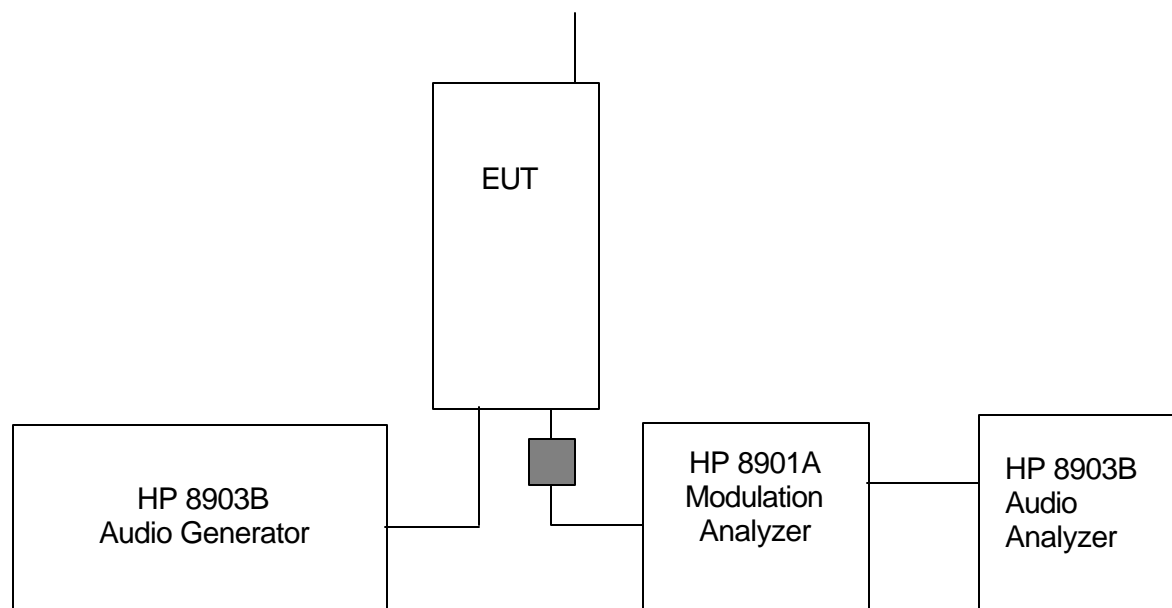 EUT
HP 8903B
Audio Generator
HP 8901A
Modulation
Analyzer
HP 8903B
Audio
Analyzer